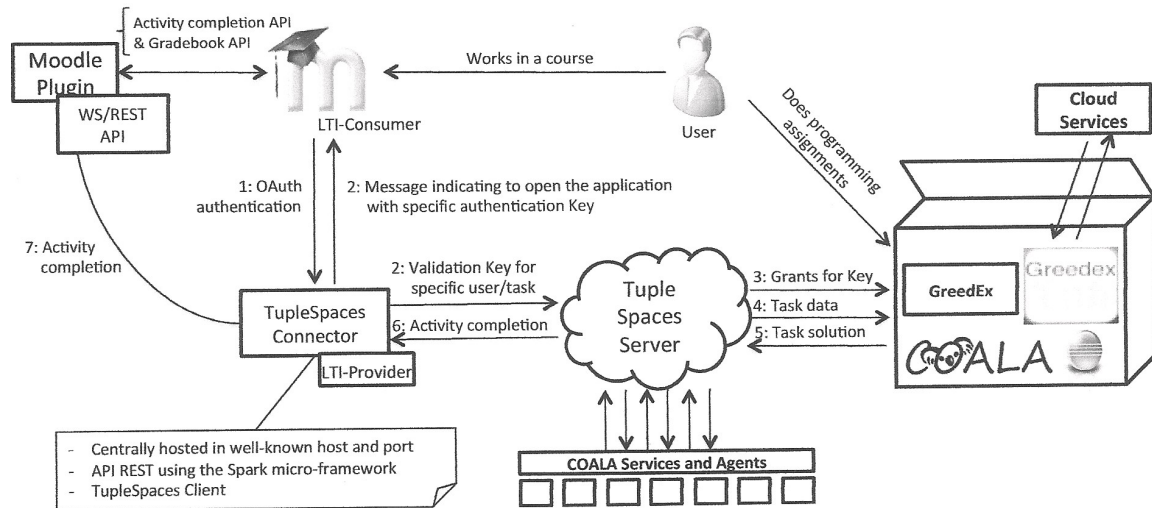 Activity completion API
& Gradebook API
Moodle
Plugin
WS/REST
API
LTI-Consumer
Works in a course
User
Does programming
assignments
Cloud
Services
1: OAuth
authentication
2: Message indicating to open the application
with specific authentication Key
7: Activity
completion
TupleSpaces
Connector
LTI-Provider
2: Validation Key for
specific user/task
6: Activity completion
Tuple
Spaces
Server
3: Grants for Key
4: Task data
5: Task solution
GreedEx
Greedex
COALA
- Centrally hosted in well-known host and port
- API REST using the Spark micro-framework
- TupleSpaces Client
COALA Services and Agents